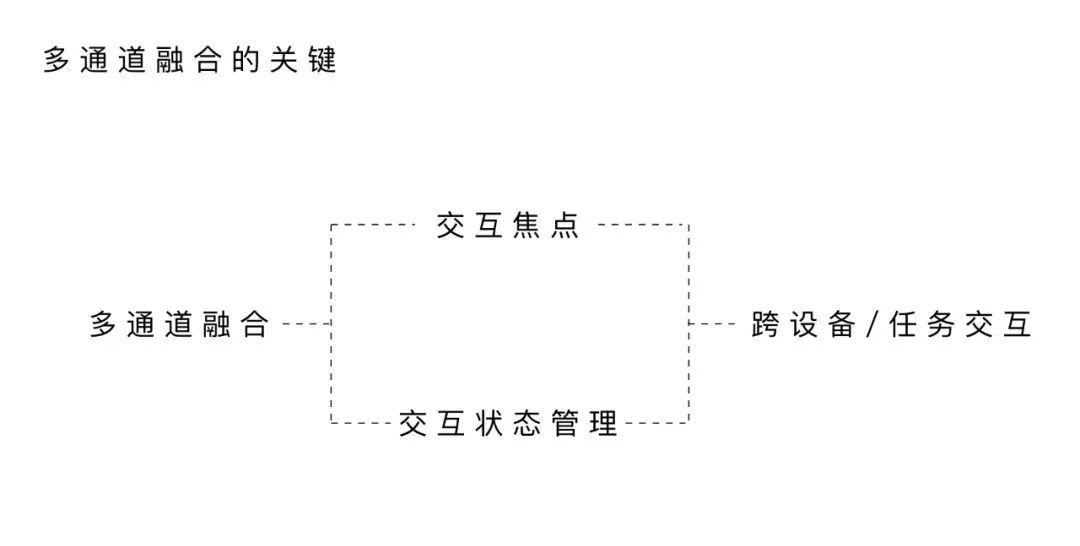 多通道融合的关键
交互焦点
多通道融合
跨设备/任务交互
交互状态管理